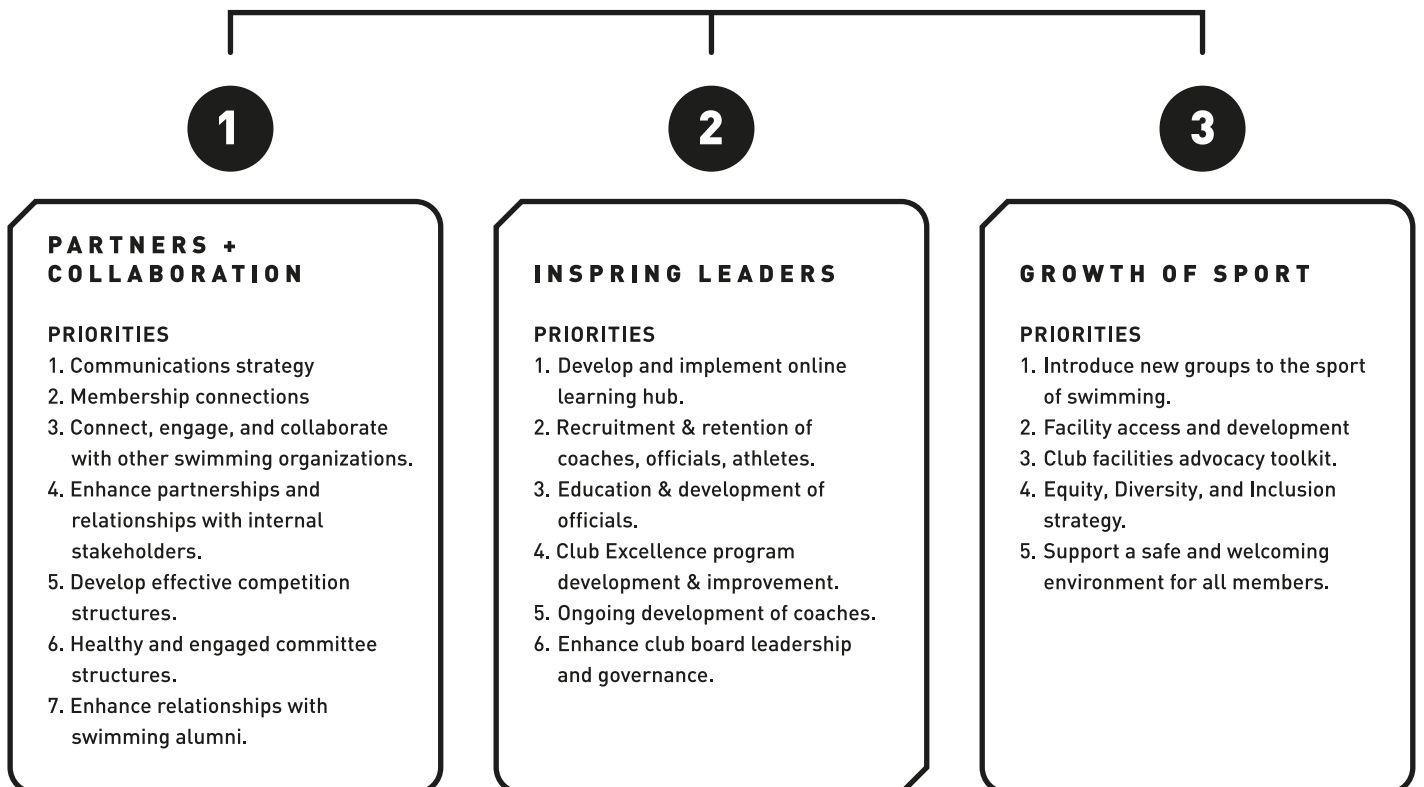 1
PARTNERS +
COLLABORATION
PRIORITIES
1. Communications strategy
2. Membership connections
3. Connect, engage, and collaborate
with other swimming organizations.
4. Enhance partnerships and
relationships with internal
stakeholders.
5. Develop effective competition
structures.
6. Healthy and engaged committee
structures.
7. Enhance relationships with
swimming alumni.
2
INSPRING LEADERS
PRIORITIES
1. Develop and implement online
learning hub.
2. Recruitment & retention of
coaches, officials, athletes.
3. Education & development of
officials.
4. Club Excellence program
development & improvement.
5. Ongoing development of coaches.
6. Enhance club board leadership
and governance.
3
GROWTH OF SPORT
PRIORITIES
1. Introduce new groups to the sport
of swimming.
2. Facility access and development
3. Club facilities advocacy toolkit.
4. Equity, Diversity, and Inclusion
strategy.
5. Support a safe and welcoming
environment for all members.